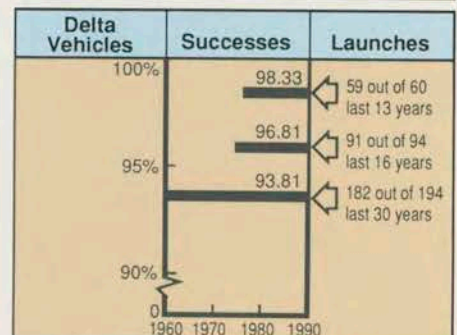 Delta
Vehicles
Successes
Launches
100%
98.33
59 out of 60
last 13 years
96.81
91 out of 94
last 16 years
95%
93.81
182 out of 194
last 30 years
90%
0
1960 1970 1980 1990